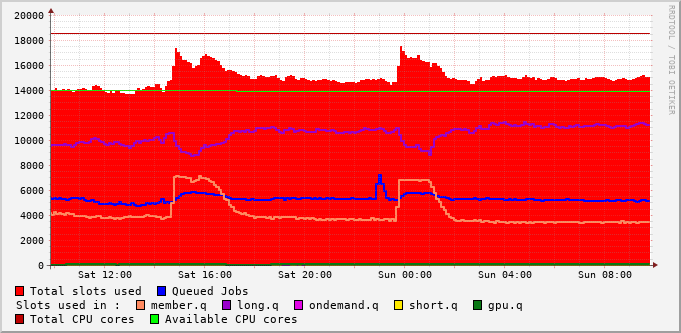 20000
18000
16000
14000
12000
10000
8000
6000
4000
2000
0
Sat 12:00 Sat 16:00 Sat 20:00 Sun 00:00 Sun 04:00 Sun 08:00
RRDTOOL / TOBI OETIKER
Total slots used Queued Jobs
Slots used in : member.q long.q ondemand.q short.q gpu.q
Total CPU cores Available CPU cores